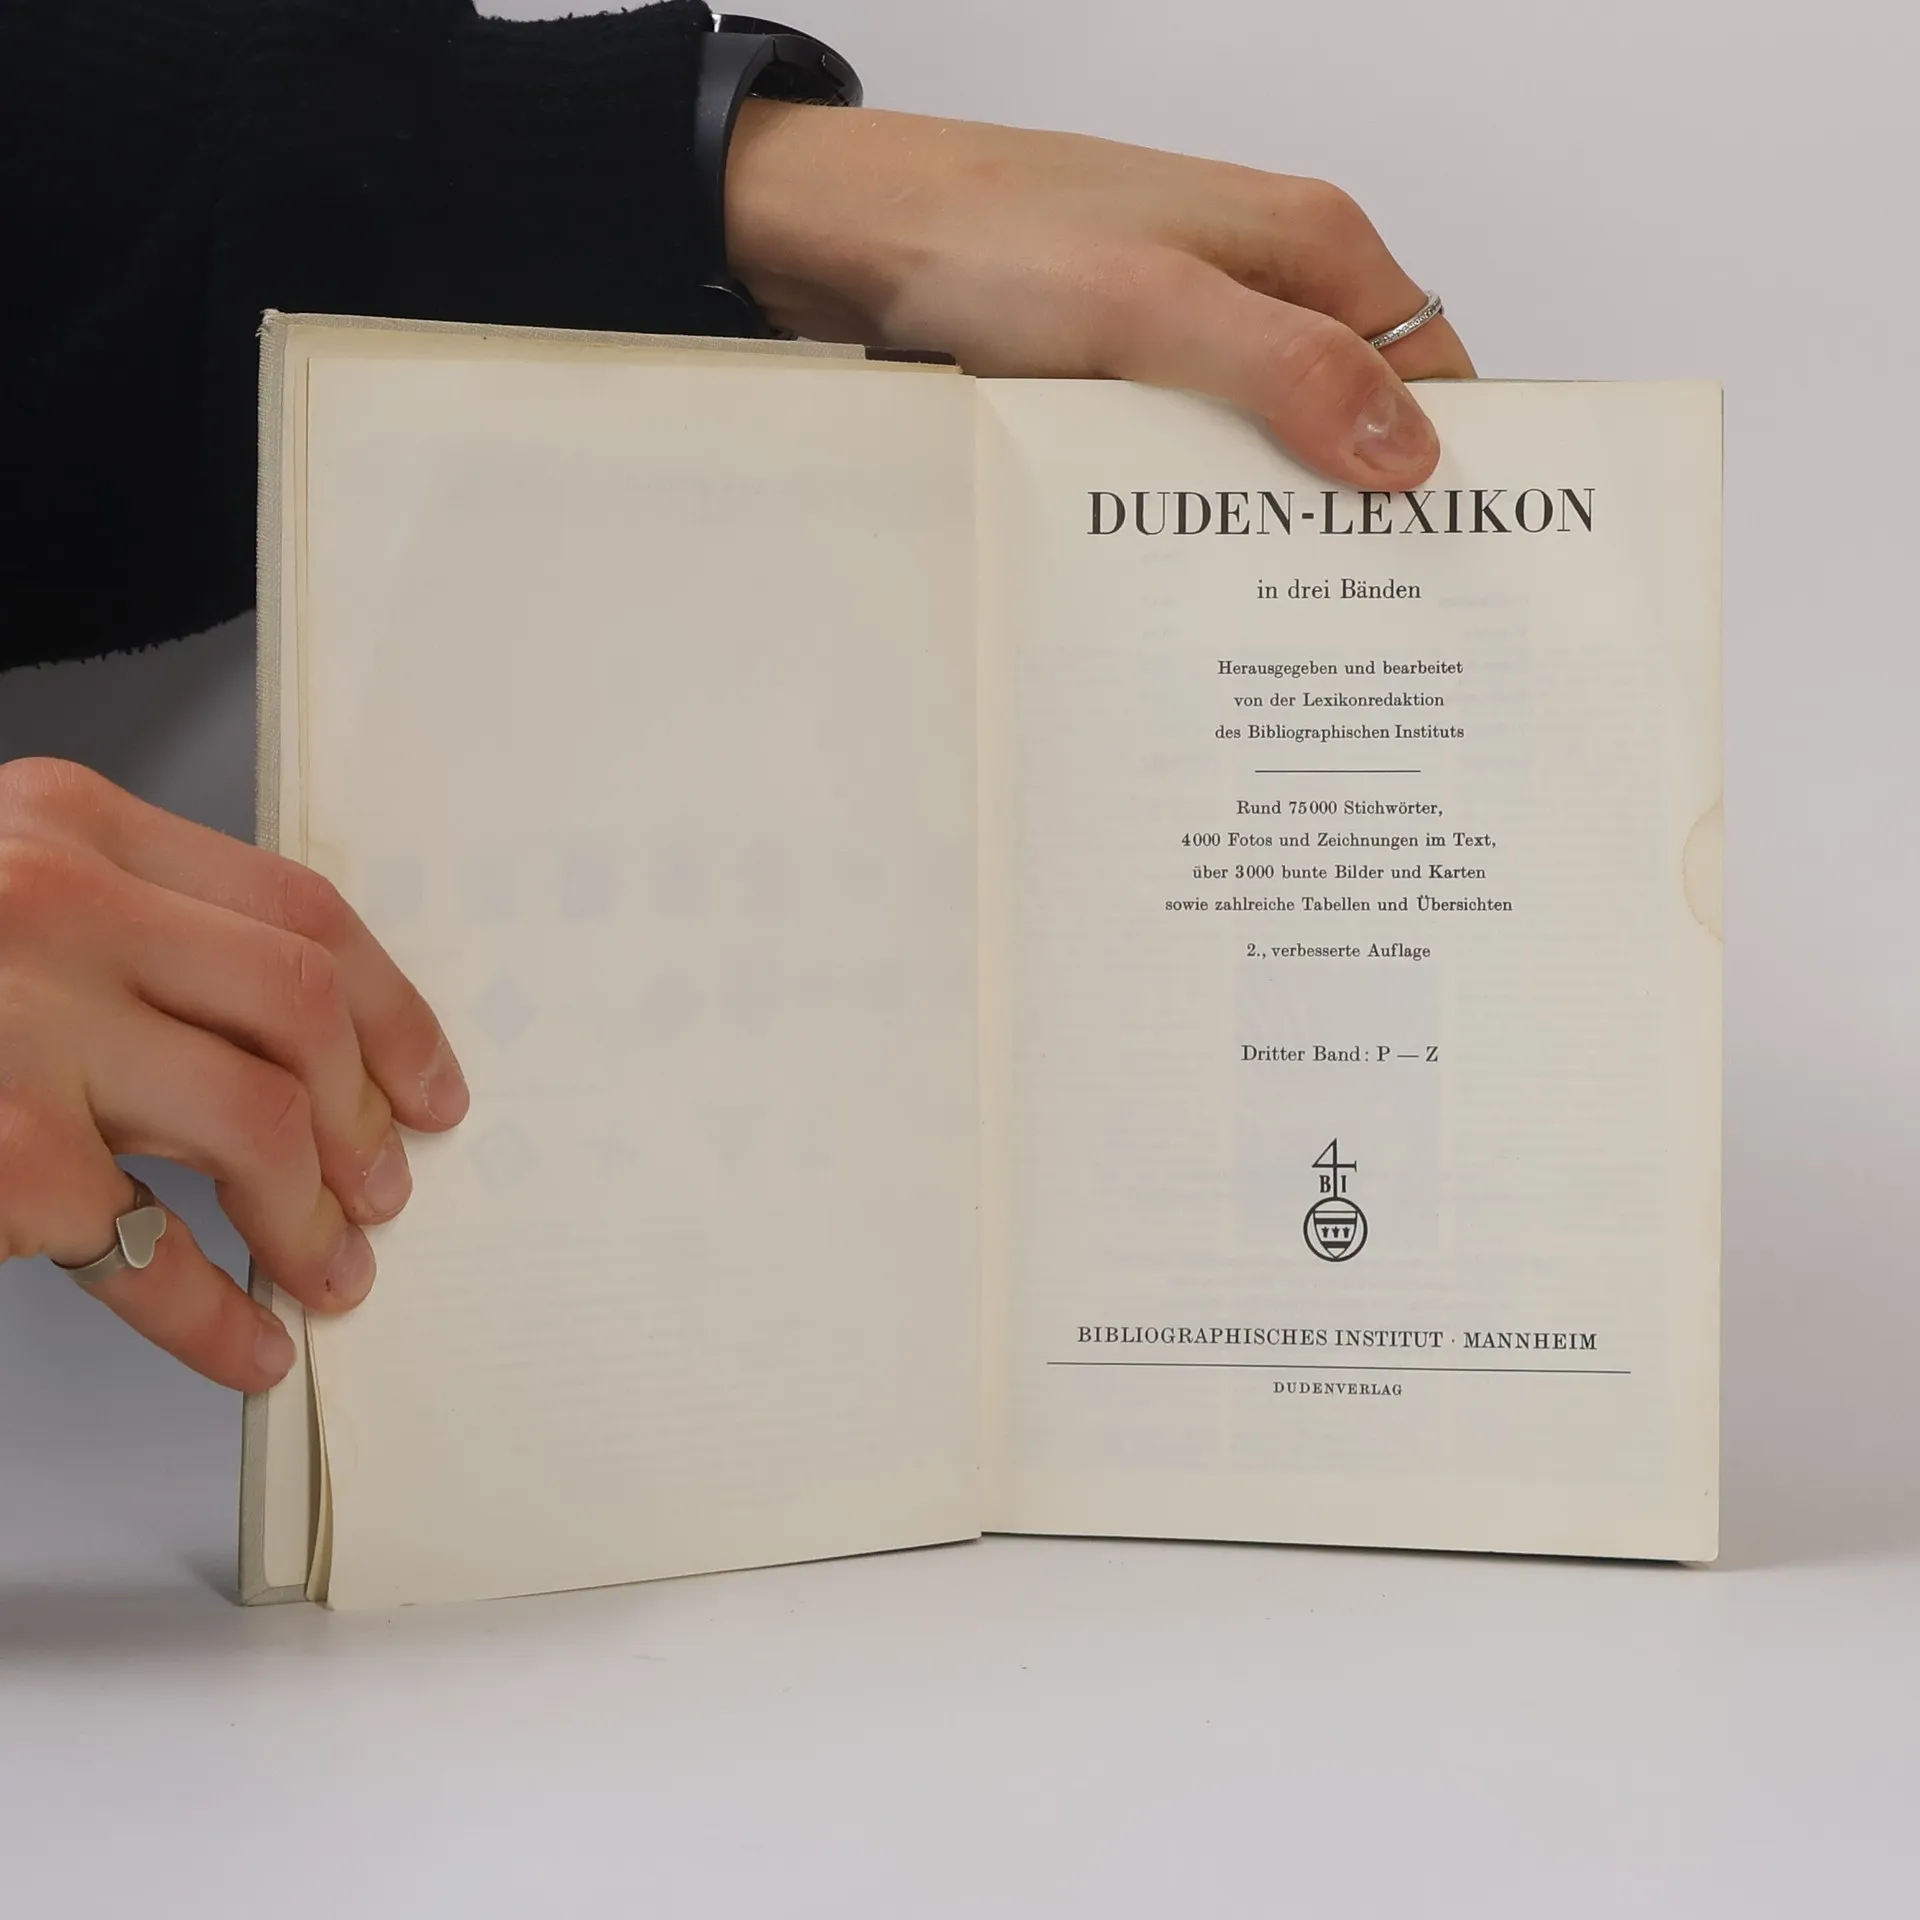 DUDEN-LEXIKON
in drei Bänden
Herausgegeben und bearbeitet
von der Lexikonredaktion
des Bibliographischen Instituts
Rund 75000 Stichwörter,
4000 Fotos und Zeichnungen im Text,
über 3000 bunte Bilder und Karten
sowie zahlreiche Tabellen und Übersichten
2., verbesserte Auflage
Dritter Band: P — Z
BI
BIBLIOGRAPHISCHES INSTITUT · MANNHEIM
DUDENVERLAG